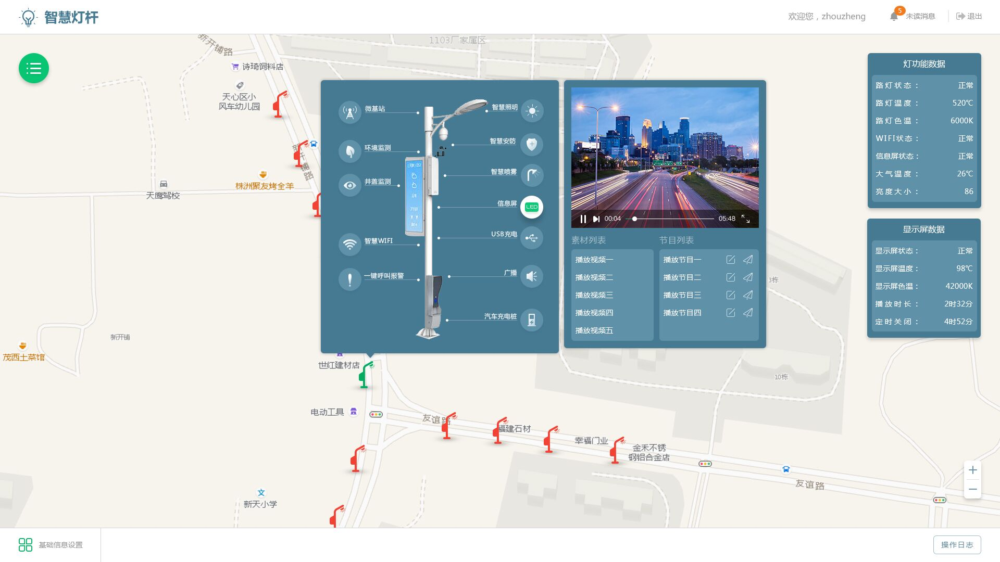 智慧灯杆
欢迎您，zhouzheng
5
未读消息
退出
新开铺路
1103厂家属区
诗琦饲料店
天心区小
风车幼儿园
新开铺路
株洲聚友烤全羊
天鹰驾校
新开铺
茂西土菜馆
微基站
环境监测
井盖监测
智慧WIFI
一键呼叫报警
智慧照明
智慧安防
智慧喷雾
信息屏
LED
USB充电
广播
汽车充电桩
00:04
05:48
素材列表
播放视频一
播放视频二
播放视频三
播放视频四
播放视频五
节目列表
播放节目一
播放节目二
播放节目三
播放节目四
灯功能数据
路灯状态： 正常
路灯温度： 520℃
路灯色温： 6000K
WIFI状态： 正常
信息屏状态： 正常
大气温度： 26℃
亮度大小： 86
显示屏数据
显示屏状态： 正常
显示屏温度： 98℃
显示屏色温： 42000K
播放时长： 2时32分
定时关闭： 4时52分
3栋
10栋
世红建材店
电动工具
友谊路
福建石材
幸福门业
金禾不锈
钢铝合金店
友谊路
文
新天小学
基础信息设置
操作日志